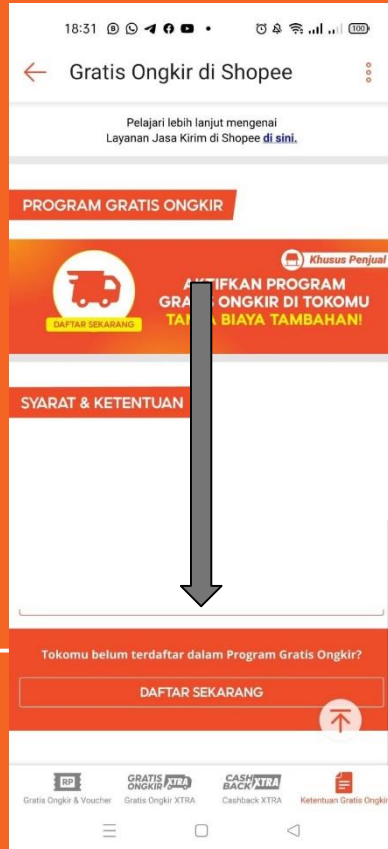 18:31
100
Gratis Ongkir di Shopee
Pelajari lebih lanjut mengenai
Layanan Jasa Kirim di Shopee di sini.
PROGRAM GRATIS ONGKIR
Khusus Penjual
AKTIFKAN PROGRAM
GRATIS ONGKIR DI TOKOMU
BIAYA TAMBAHAN!
DAFTAR SEKARANG
SYARAT & KETENTUAN
Tokomu belum terdaftar dalam Program Gratis Ongkir?
DAFTAR SEKARANG
RP
GRATIS ONGKIR XTRA
CASHBACK XTRA
Gratis Ongkir & Voucher
Gratis Ongkir XTRA
Cashback XTRA
Ketentuan Gratis Ongkir